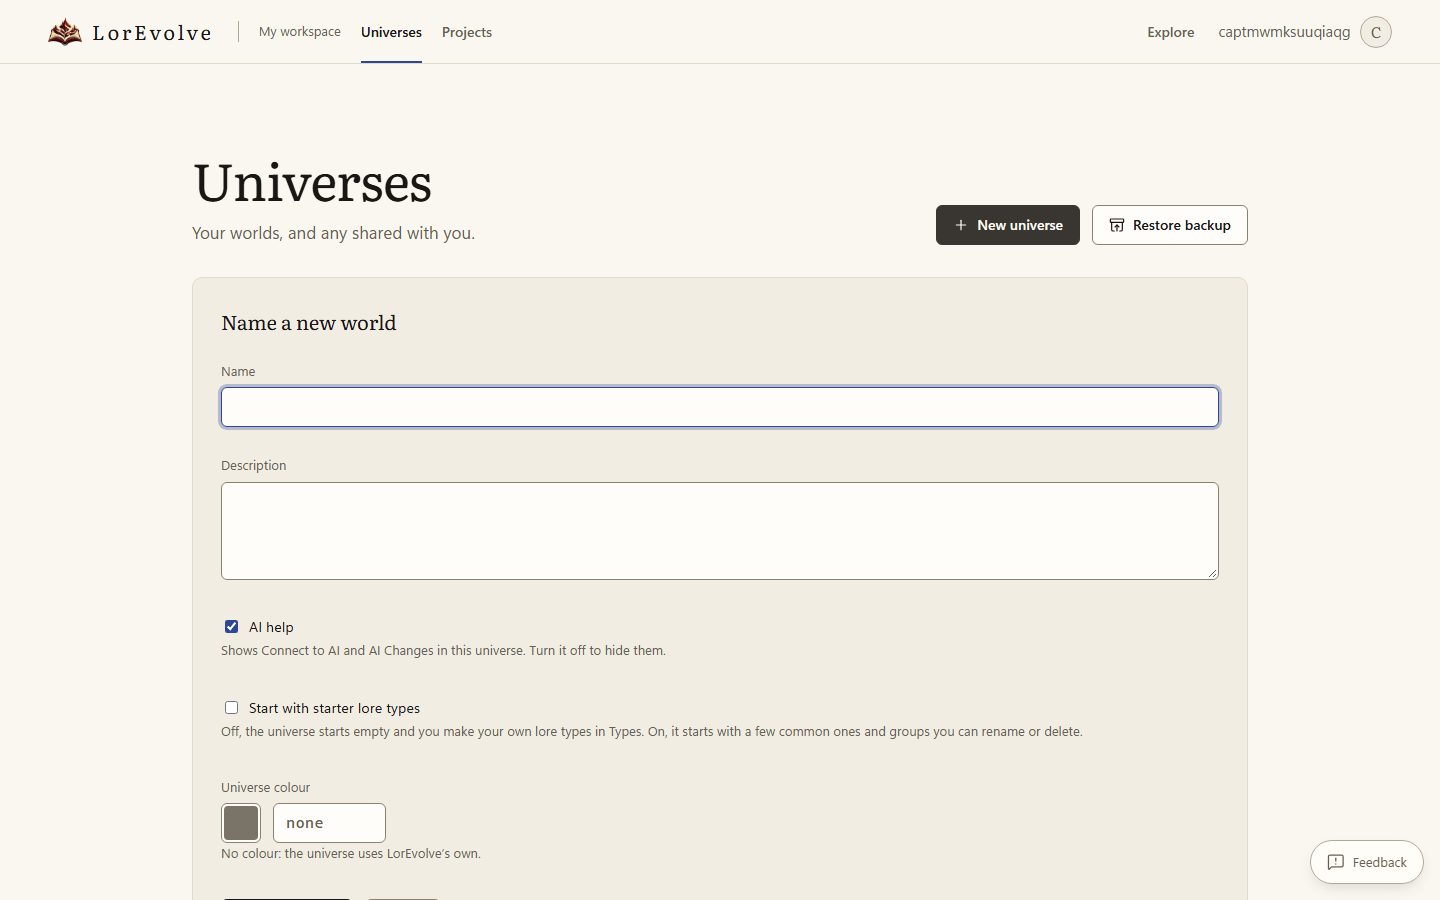 LorEvolve
My workspace
Universes
Projects
Explore
captmwmksuuqiaqg
C
Universes
Your worlds, and any shared with you.
New universe
Restore backup
Name a new world
Name
Description
AI help
Shows Connect to AI and AI Changes in this universe. Turn it off to hide them.
Start with starter lore types
Off, the universe starts empty and you make your own lore types in Types. On, it starts with a few common ones and groups you can rename or delete.
Universe colour
none
No colour: the universe uses LorEvolve’s own.
Feedback